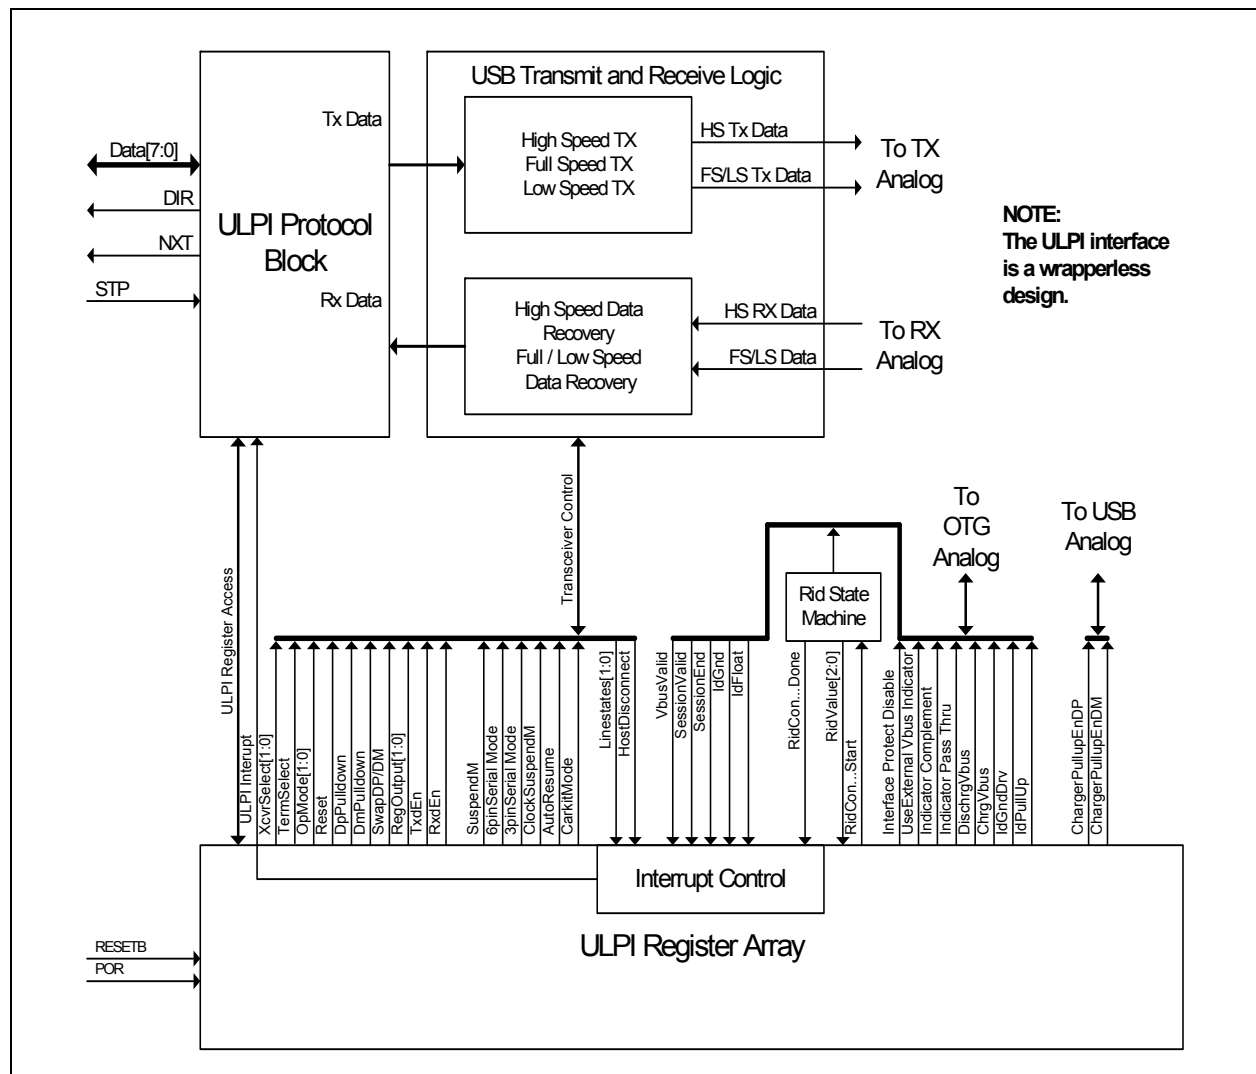 USB Transmit and Receive Logic
Tx Data
High Speed TX
Full Speed TX
Low Speed TX
HS Tx Data
FS/LS Tx Data
To TX
Analog
Data[7:0]
DIR
NXT
STP
ULPI Protocol
Block
Rx Data
High Speed Data
Recovery
Full / Low Speed
Data Recovery
HS RX Data
FS/LS Data
To RX
Analog
NOTE:
The ULPI interface
is a wrapperless
design.
ULPI Register Access
ULPI Interupt
Transceiver Control
To
OTG
Analog
To USB
Analog
Rid State
Machine
XcvrSelect[1:0]
TermSelect
OpMode[1:0]
Reset
DpPulldown
DmPulldown
SwapDP/DM
RegOutput[1:0]
TxdEn
RxdEn
SuspendM
6pinSerial Mode
3pinSerial Mode
ClockSuspendM
AutoResume
CarkitMode
Linestates[1:0]
HostDisconnect
VbusValid
SessionValid
SessionEnd
IdGnd
IdFloat
RidCon...Done
RidValue[2:0]
RidCon...Start
Interface Protect Disable
UseExternal Vbus Indicator
Indicator Complement
Indicator Pass Thru
DischrgVbus
ChrgVbus
IdGndDrv
IdPullUp
ChargerPullupEnDP
ChargerPullupEnDM
Interrupt Control
ULPI Register Array
RESETB
POR